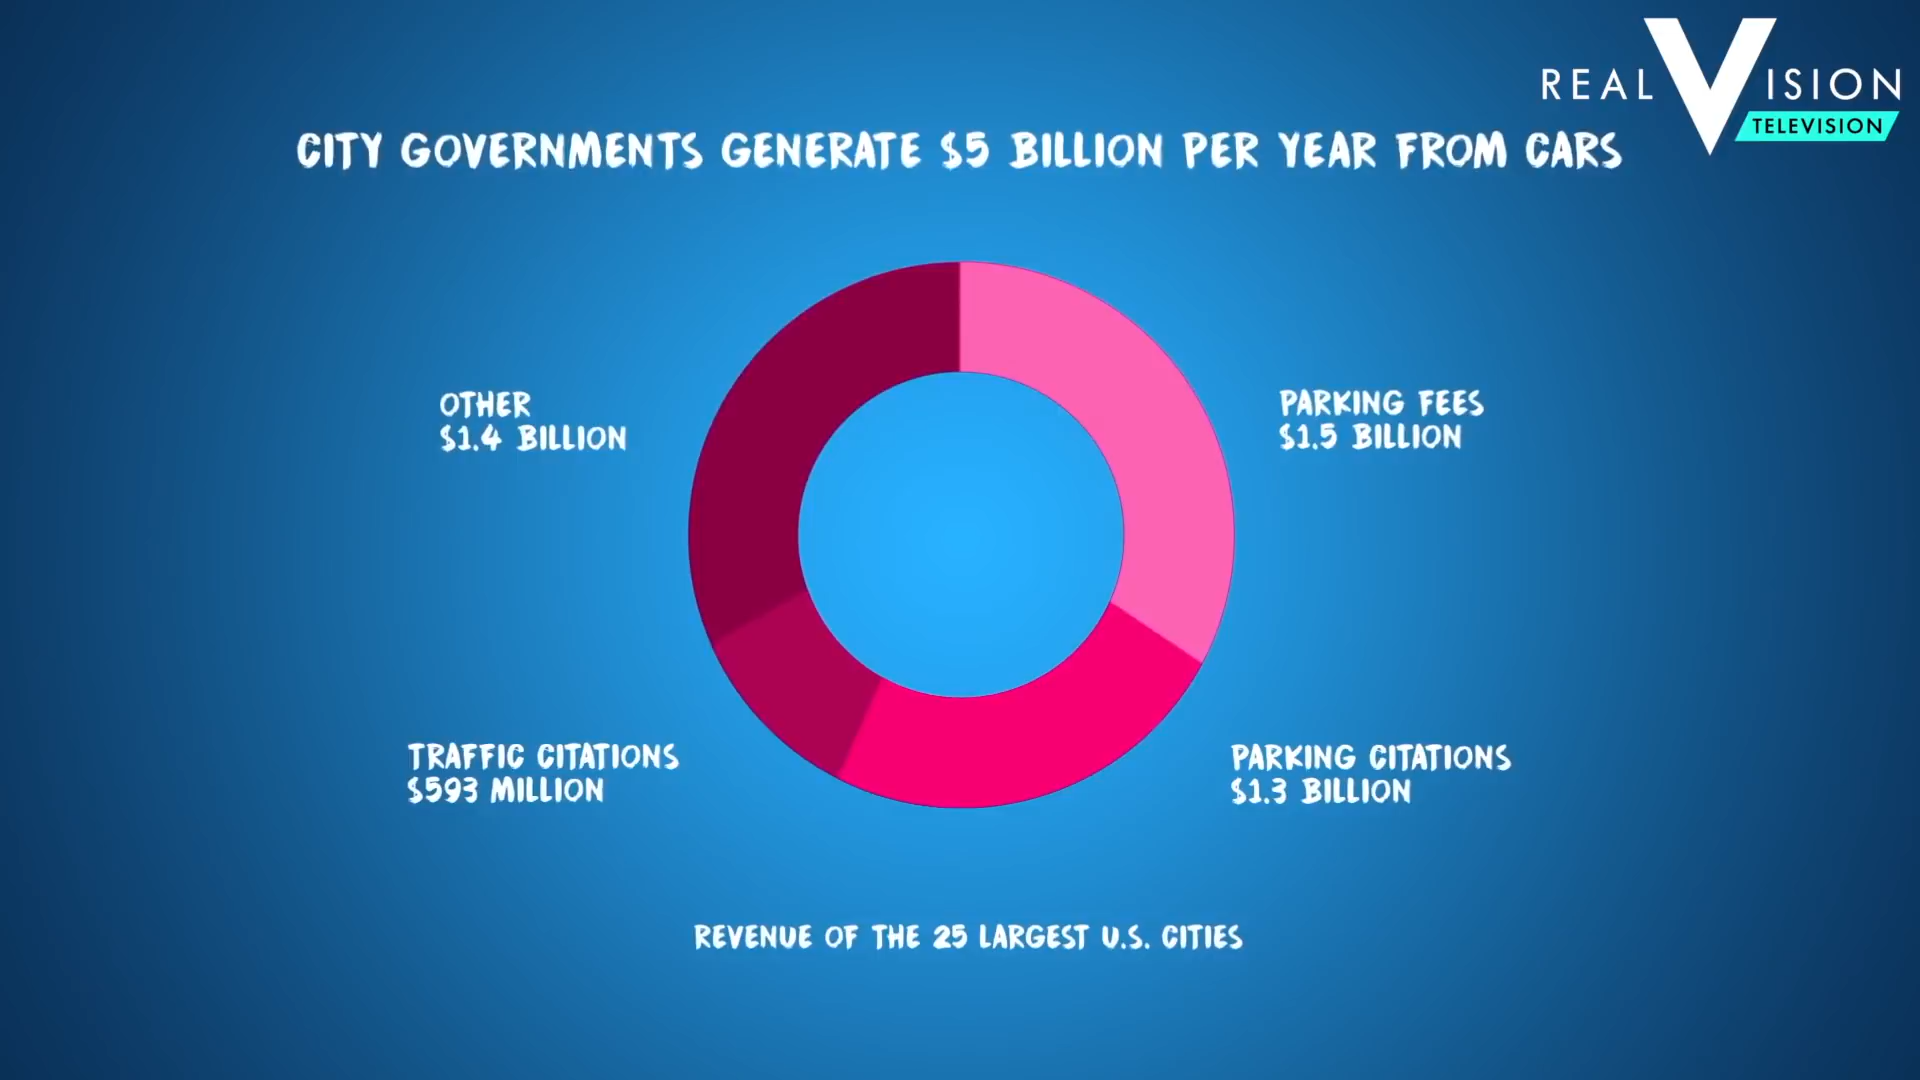 REAL VISION
TELEVISION
CITY GOVERNMENTS GENERATE $5 BILLION PER YEAR FROM CARS
OTHER
$1.4 BILLION
PARKING FEES
$1.5 BILLION
TRAFFIC CITATIONS
$593 MILLION
PARKING CITATIONS
$1.3 BILLION
REVENUE OF THE 25 LARGEST U.S. CITIES